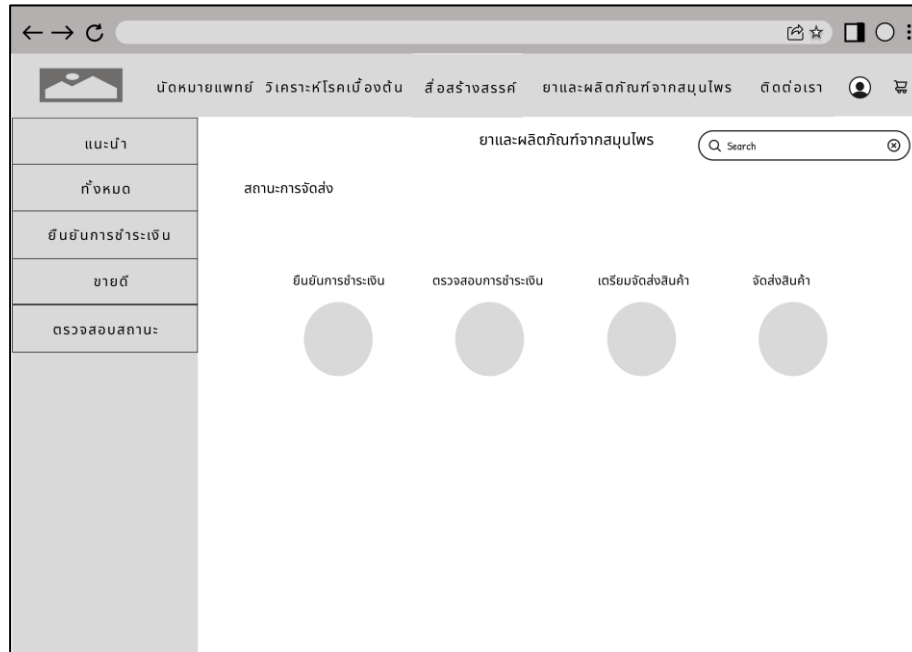 นัดหมายแพทย์ วิเคราะห์โรคเบื้องต้น สื่อสร้างสรรค์ ยาและผลิตภัณฑ์จากสมุนไพร ติดต่อเรา
แนะนำ
ทั้งหมด
ยืนยันการชำระเงิน
ขายดี
ตรวจสอบสถานะ
ยาและผลิตภัณฑ์จากสมุนไพร
Search
สถานะการจัดส่ง
ยืนยันการชำระเงิน ตรวจสอบการชำระเงิน เตรียมจัดส่งสินค้า จัดส่งสินค้า